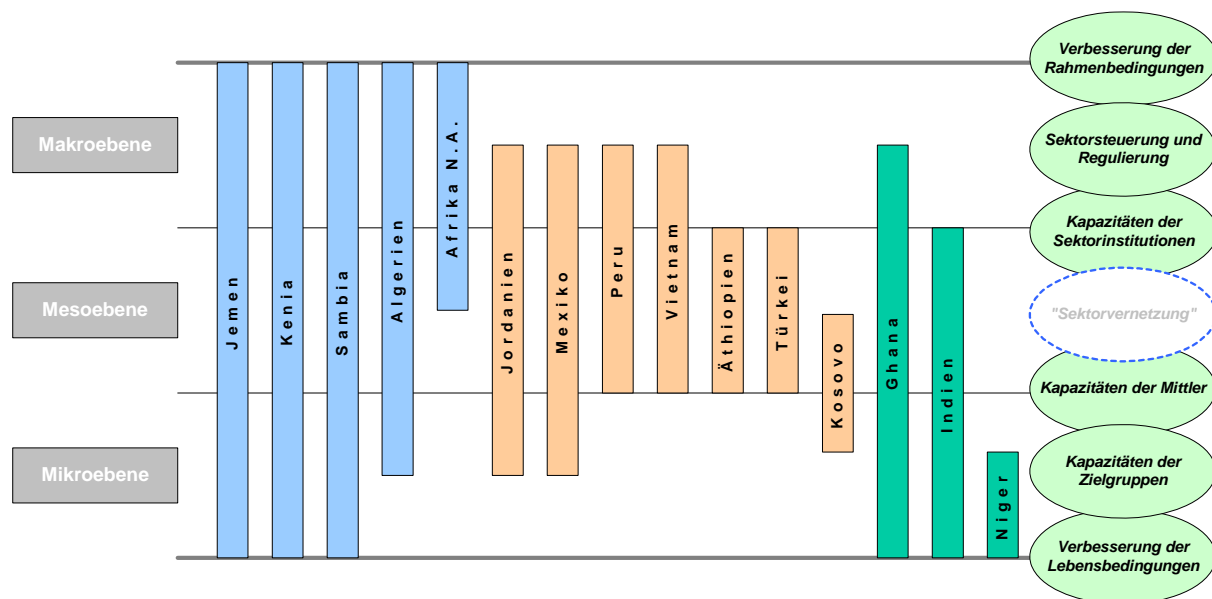 Makroebene
Mesoebene
Mikroebene
Jemen
Kenia
Sambia
Algerien
Afrika N.A.
Jordanien
Mexiko
Peru
Vietnam
Äthiopien
Türkei
Kosovo
Ghana
Indien
Niger
Verbesserung der
Rahmenbedingungen
Sektorsteuerung und
Regulierung
Kapazitäten der
Sektorinstitutionen
"Sektorvernetzung"
Kapazitäten der Mittler
Kapazitäten der
Zielgruppen
Verbesserung der
Lebensbedingungen